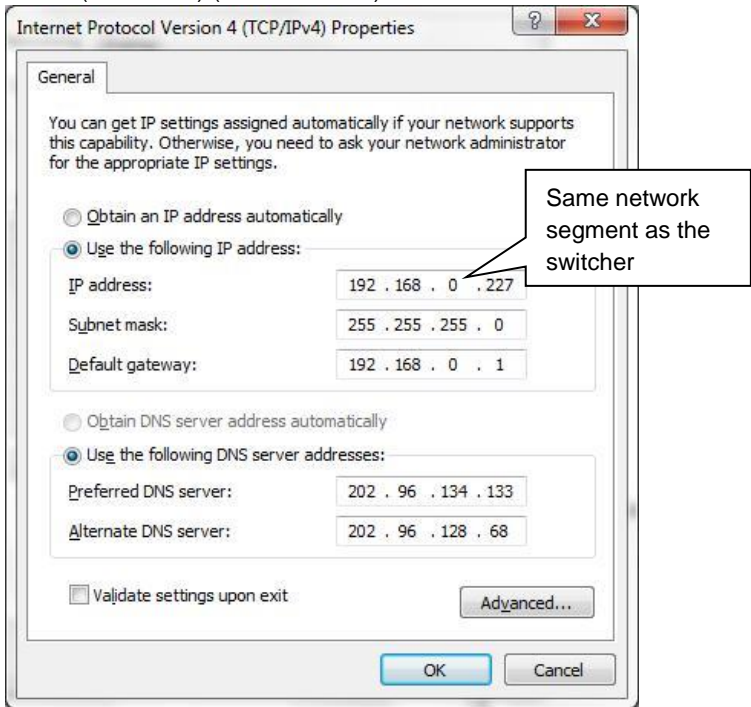 Internet Protocol Version 4 (TCP/IPv4) Properties
General
You can get IP settings assigned automatically if your network supports
this capability. Otherwise, you need to ask your network administrator
for the appropriate IP settings.
Same network
segment as the
switcher
Obtain an IP address automatically
Use the following IP address:
IP address: 192 . 168 . 0 . 227
Subnet mask: 255 . 255 . 255 . 0
Default gateway: 192 . 168 . 0 . 1
Obtain DNS server address automatically
Use the following DNS server addresses:
Preferred DNS server: 202 . 96 . 134 . 133
Alternate DNS server: 202 . 96 . 128 . 68
Validate settings upon exit
Advanced...
OK Cancel